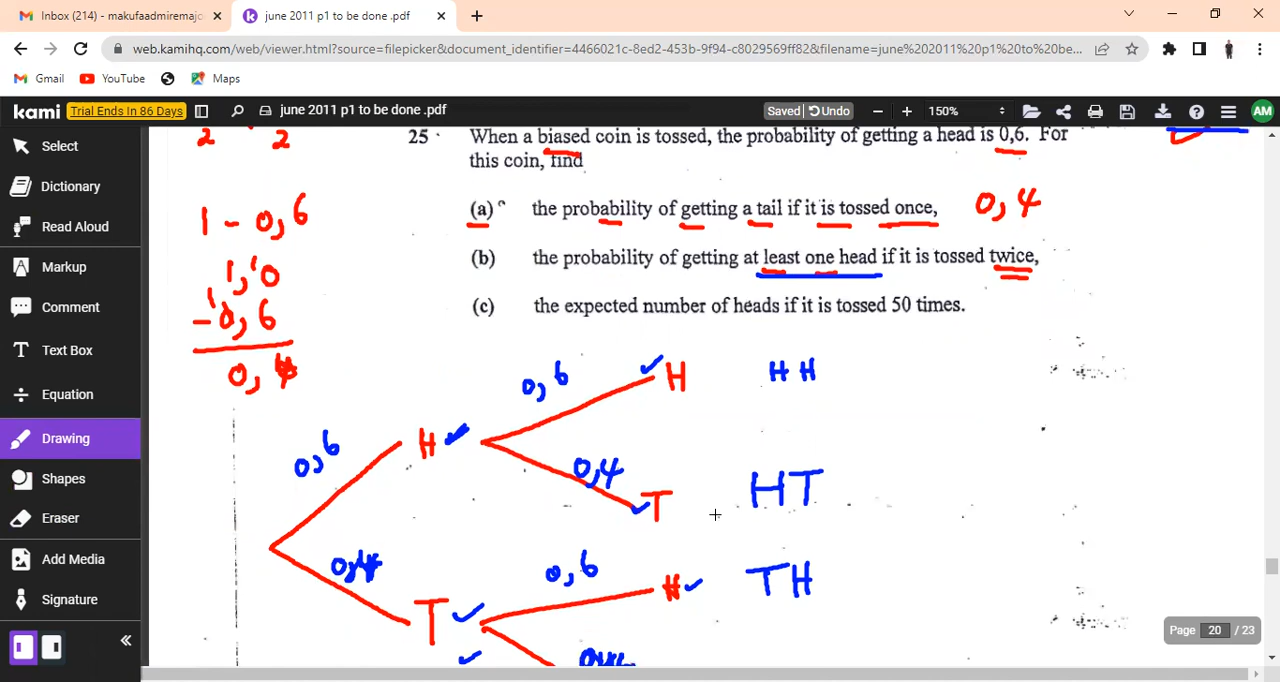 Inbox (214) - makufaadmiremajo
june 2011 p1 to be done .pdf
web.kamihq.com/web/viewer.html?source=filepicker&document_identifier=4466021c-8ed2-453b-9f94-c8029569ff82&filename=june%202011%20p1%20to%20be...
Gmail
YouTube
Maps
kami
Trial Ends In 86 Days
june 2011 p1 to be done .pdf
Saved
Undo
150%
AM
Select
Dictionary
Read Aloud
Markup
Comment
Text Box
Equation
Drawing
Shapes
Eraser
Add Media
Signature
2 2
25 When a biased coin is tossed, the probability of getting a head is 0,6. For
this coin, find
(a) the probability of getting a tail if it is tossed once, 0,4
(b) the probability of getting at least one head if it is tossed twice,
(c) the expected number of heads if it is tossed 50 times.
1 - 0,6
1,10
- 0,6
0,4
0,6 H HH
0,6 H
0,4 T HT
0,4 T
0,6 H TH
Page 20 / 23